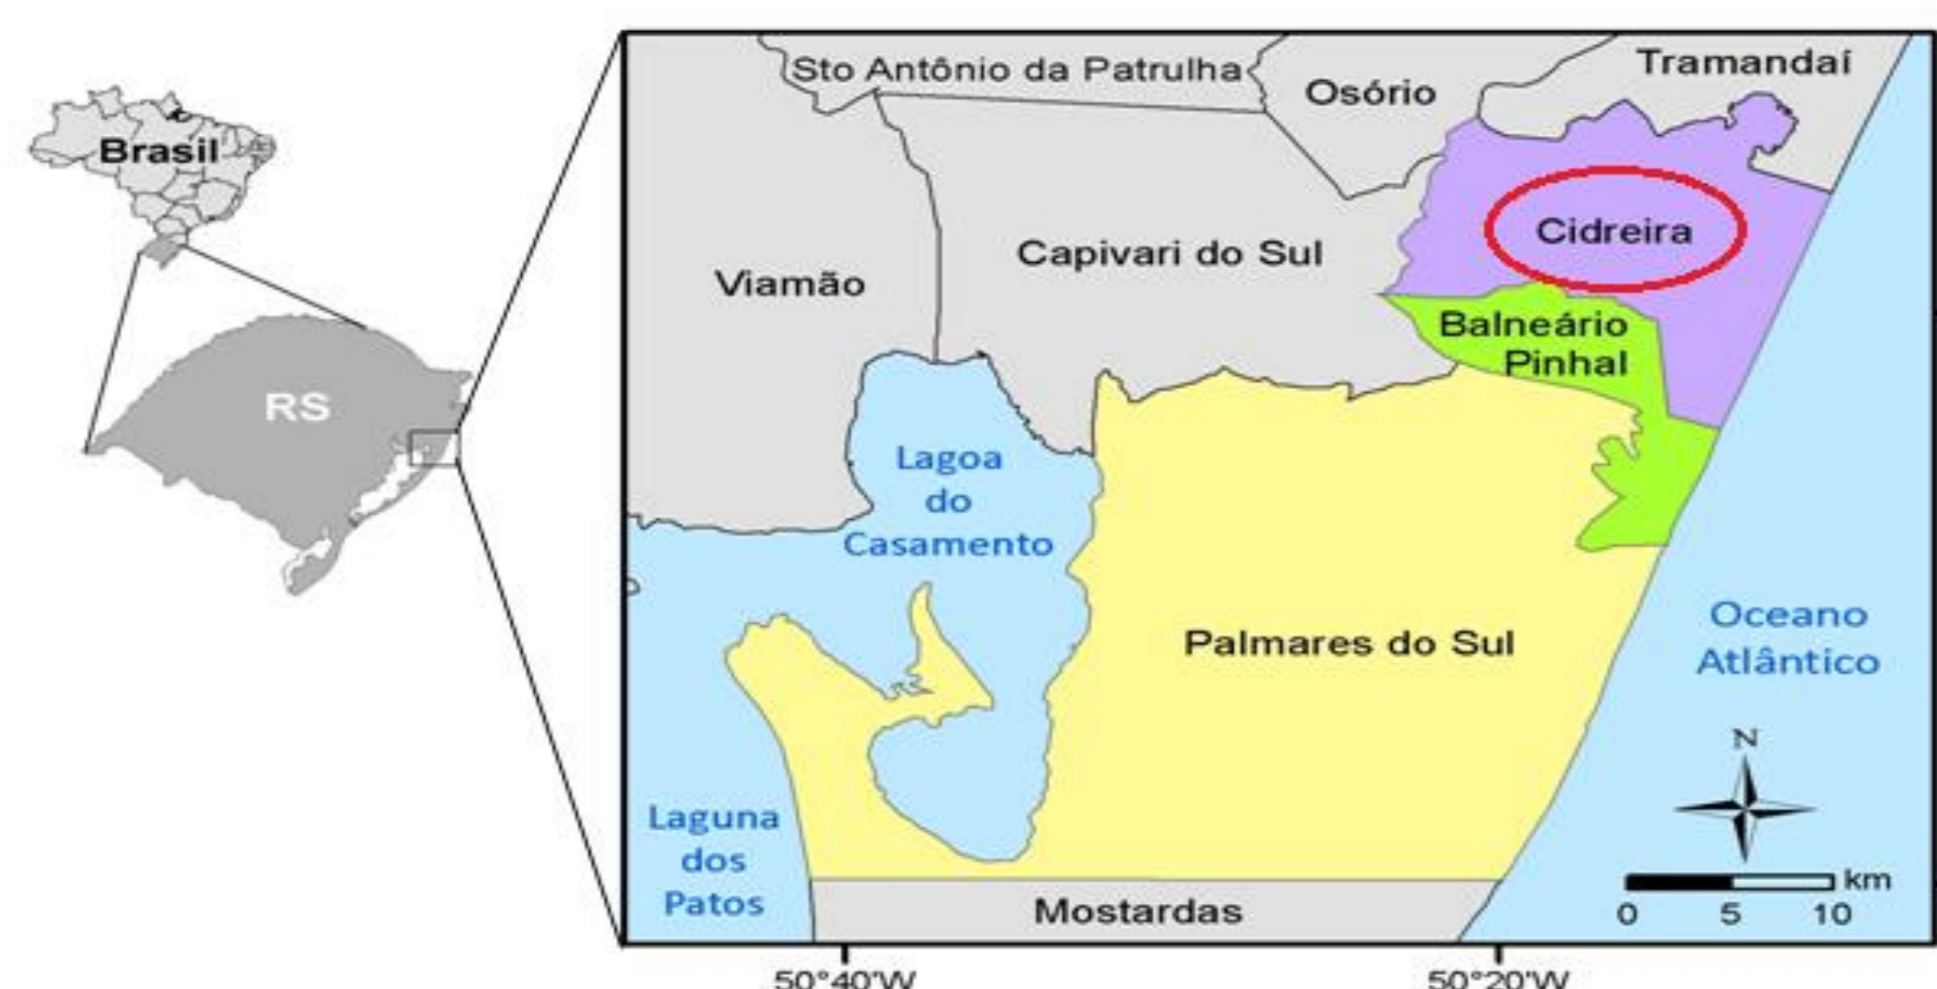 Brasil
RS
Sto Antônio da Patrulha
Osório
Tramandaí
Cidreira
Capivari do Sul
Viamão
Balneário
Pinhal
Lagoa
do
Casamento
Palmares do Sul
Oceano
Atlântico
N
Laguna
dos
Patos
km
0 5 10
Mostardas
50°40'W 50°20'W